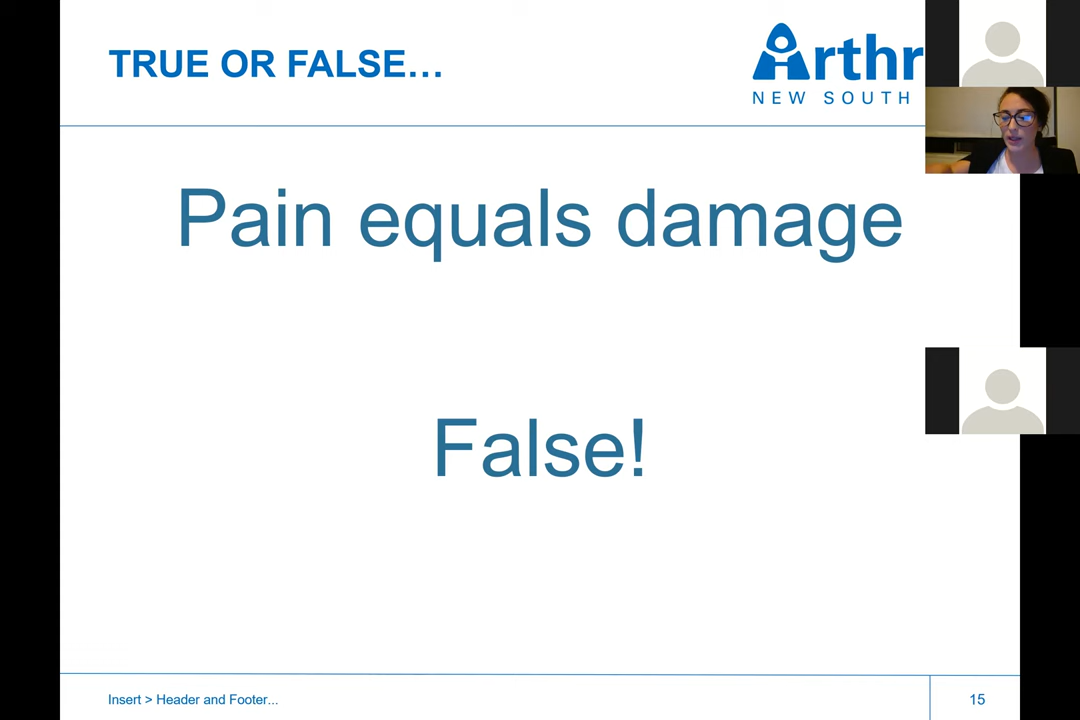 TRUE OR FALSE...
Arthr
NEW SOUTH
Pain equals damage
False!
Insert > Header and Footer...
15